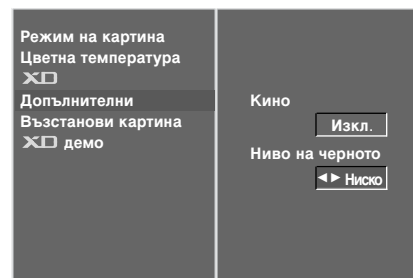 Режим на картина
Цветна температура
XD
Допълнителни
Възстанови картина
XD демо
Кино
Изкл.
Ниво на черното
◄► Ниско